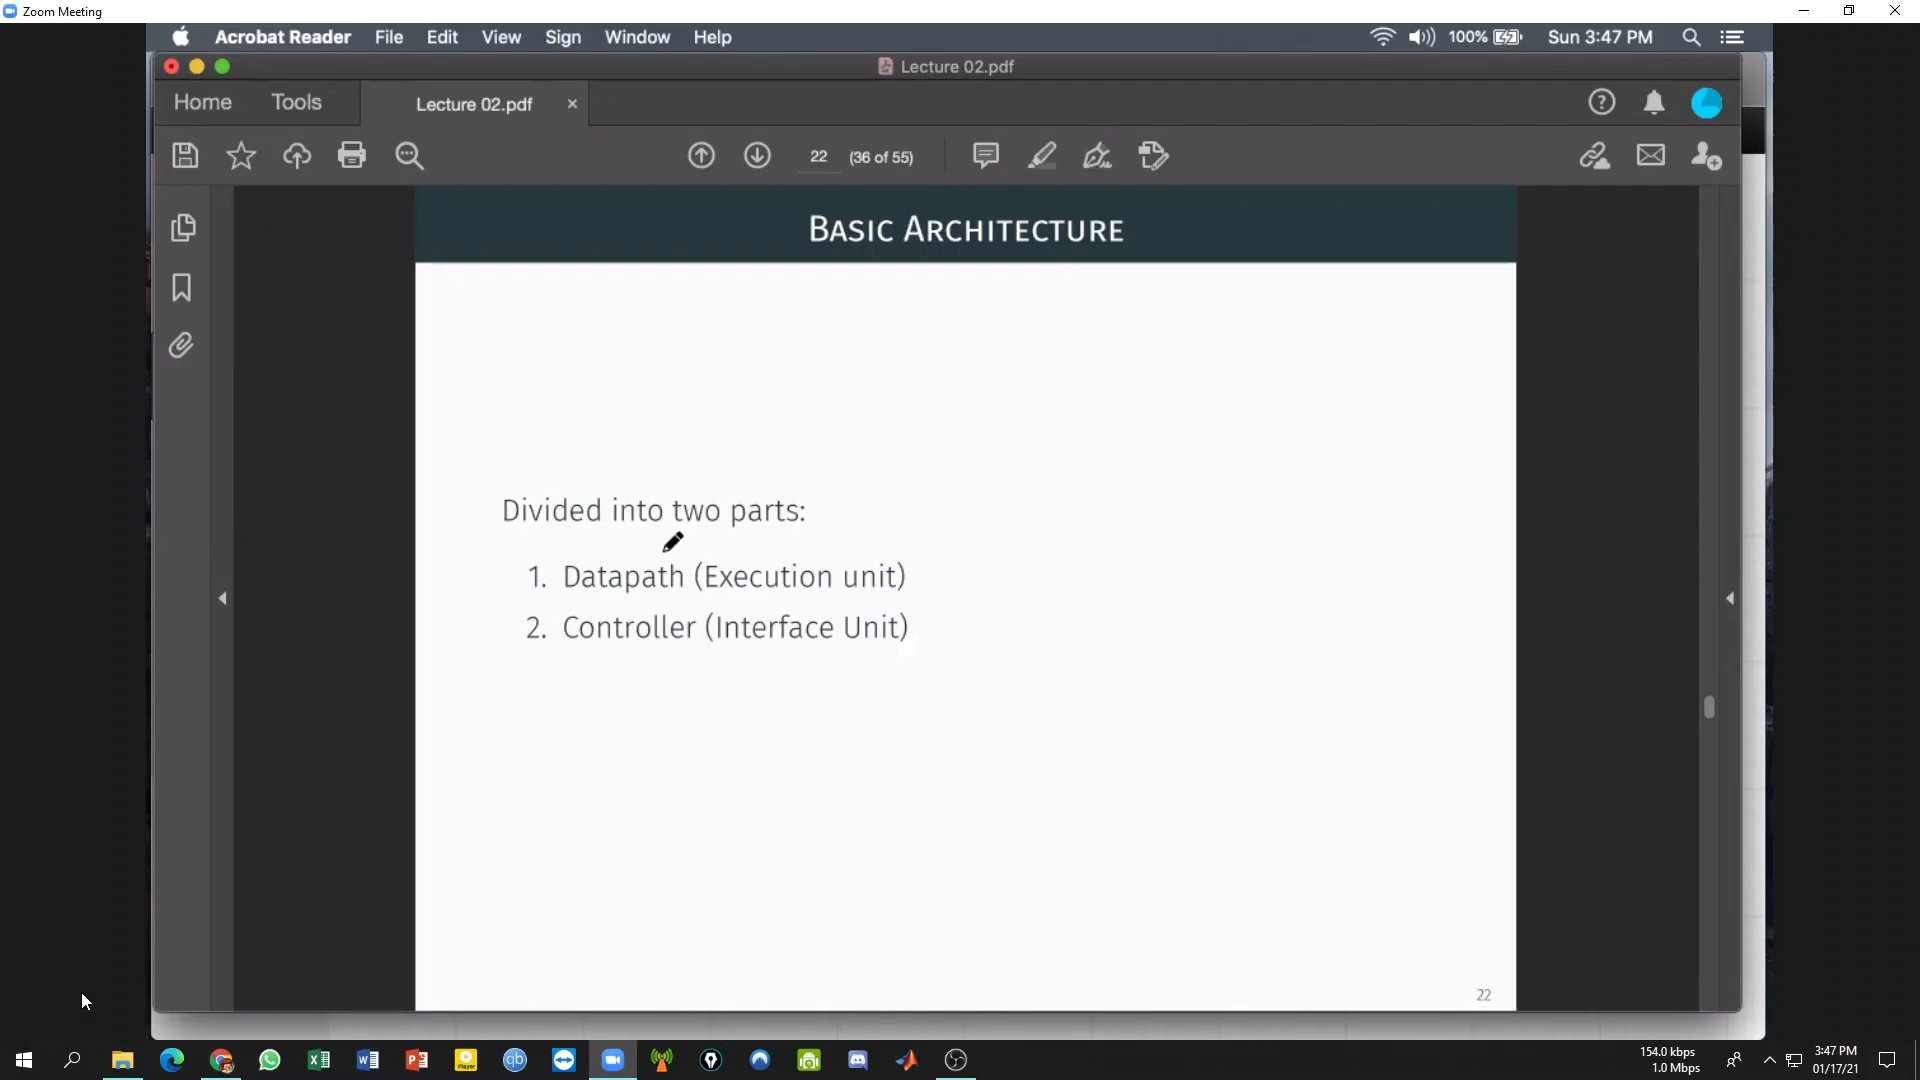 Zoom Meeting
Acrobat Reader File Edit View Sign Window Help 100% Sun 3:47 PM
Lecture 02.pdf
Home Tools Lecture 02.pdf
22 (36 of 55)
BASIC ARCHITECTURE
Divided into two parts:
1. Datapath (Execution unit)
2. Controller (Interface Unit)
22
154.0 kbps 3:47 PM
1.0 Mbps 01/17/21